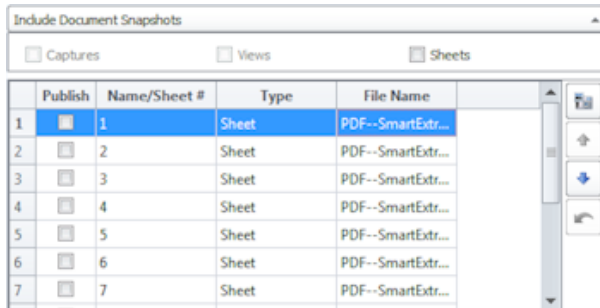 Include Document Snapshots
Captures Views Sheets
Publish Name/Sheet # Type File Name
1 1 Sheet PDF--SmartExtr...
2 2 Sheet PDF--SmartExtr...
3 3 Sheet PDF--SmartExtr...
4 4 Sheet PDF--SmartExtr...
5 5 Sheet PDF--SmartExtr...
6 6 Sheet PDF--SmartExtr...
7 7 Sheet PDF--SmartExtr...